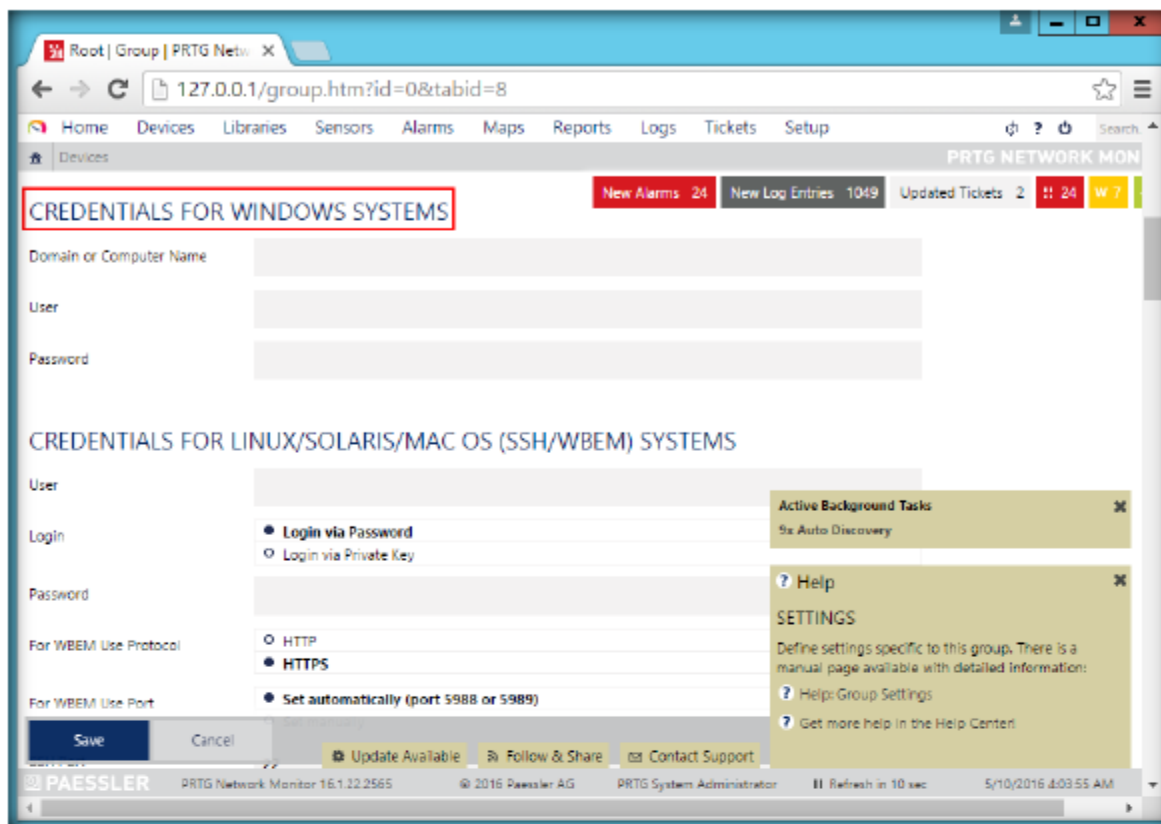 Root | Group | PRTG Netw
127.0.0.1/group.htm?id=0&tabid=8
Home Devices Libraries Sensors Alarms Maps Reports Logs Tickets Setup ? Search.
Devices PRTG NETWORK MON
New Alarms 24 New Log Entries 1049 Updated Tickets 2 !! 24 W 7
CREDENTIALS FOR WINDOWS SYSTEMS
Domain or Computer Name
User
Password
CREDENTIALS FOR LINUX/SOLARIS/MAC OS (SSH/WBEM) SYSTEMS
User
Login
Login via Password
Login via Private Key
Password
For WBEM Use Protocol
HTTP
HTTPS
For WBEM Use Port
Set automatically (port 5988 or 5989)
Set manually
Active Background Tasks
9x Auto Discovery
? Help
SETTINGS
Define settings specific to this group. There is a
manual page available with detailed information:
? Help: Group Settings
? Get more help in the Help Center!
Save Cancel
Update Available Follow & Share Contact Support
PAESSLER PRTG Network Monitor 16.1.22.2565 © 2016 Paessler AG PRTG System Administrator Refresh in 10 sec 5/10/2016 4:03:55 AM